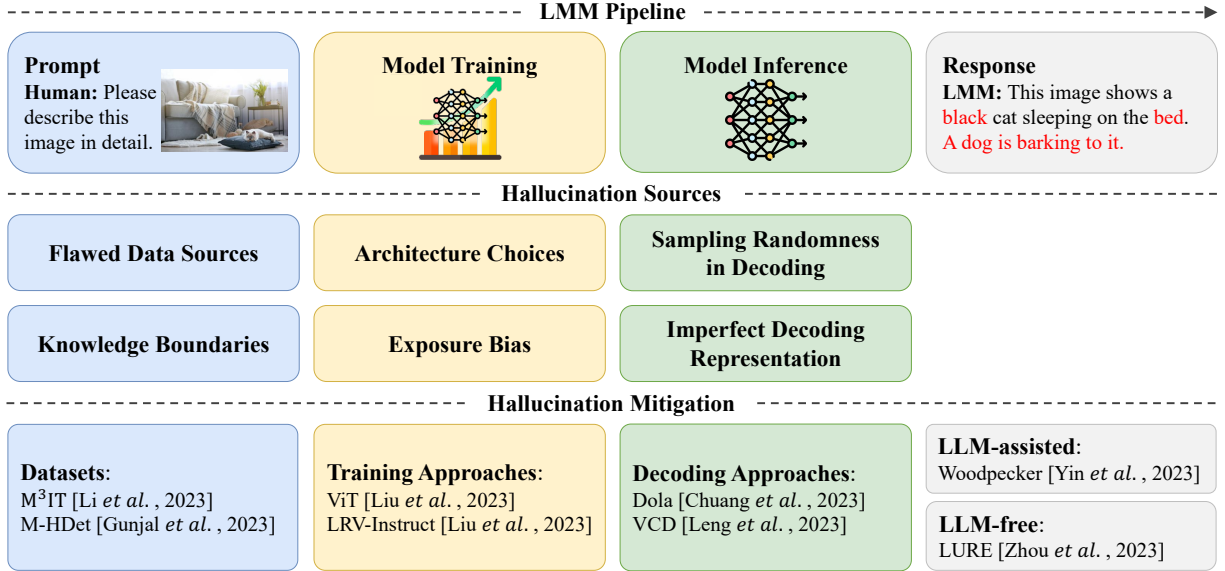 LMM Pipeline
Prompt
Human: Please
describe this
image in detail.
Model Training
Model Inference
Response
LMM: This image shows a
black cat sleeping on the bed.
A dog is barking to it.
Hallucination Sources
Flawed Data Sources
Architecture Choices
Sampling Randomness
in Decoding
Knowledge Boundaries
Exposure Bias
Imperfect Decoding
Representation
Hallucination Mitigation
Datasets:
M³IT [Li et al. , 2023]
M-HDet [Gunjal et al. , 2023]
Training Approaches:
ViT [Liu et al. , 2023]
LRV-Instruct [Liu et al. , 2023]
Decoding Approaches:
Dola [Chuang et al. , 2023]
VCD [Leng et al. , 2023]
LLM-assisted:
Woodpecker [Yin et al. , 2023]
LLM-free:
LURE [Zhou et al. , 2023]